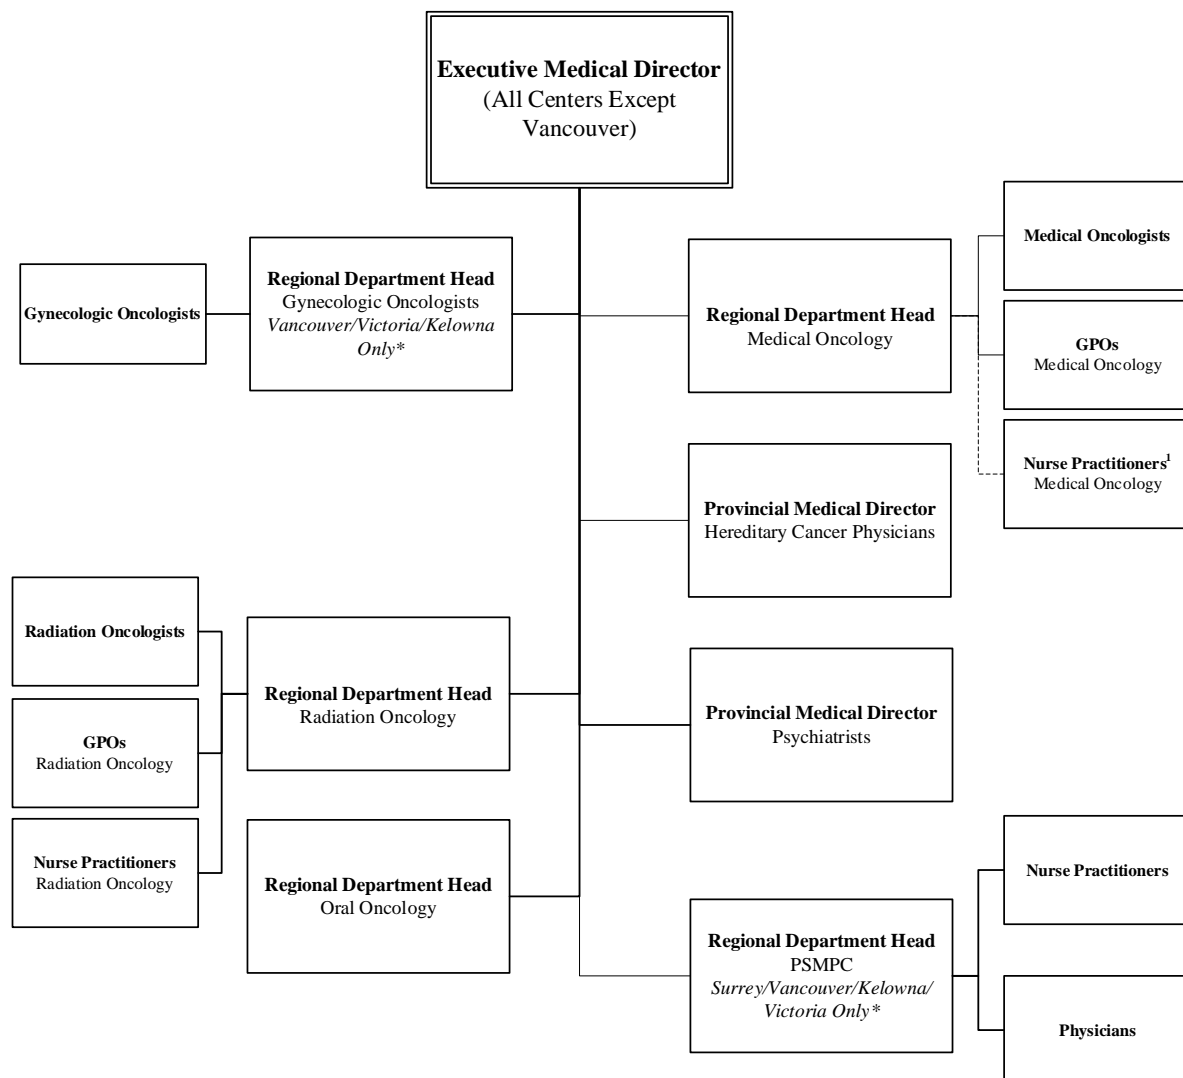 Executive Medical Director
(All Centers Except
Vancouver)
Gynecologic Oncologists
Regional Department Head
Gynecologic Oncologists
Vancouver/Victoria/Kelowna
Only*
Regional Department Head
Medical Oncology
Medical Oncologists
GPOs
Medical Oncology
Nurse Practitioners¹
Medical Oncology
Provincial Medical Director
Hereditary Cancer Physicians
Radiation Oncologists
GPOs
Radiation Oncology
Nurse Practitioners
Radiation Oncology
Regional Department Head
Radiation Oncology
Provincial Medical Director
Psychiatrists
Regional Department Head
Oral Oncology
Regional Department Head
PSMPC
Surrey/Vancouver/Kelowna/
Victoria Only*
Nurse Practitioners
Physicians